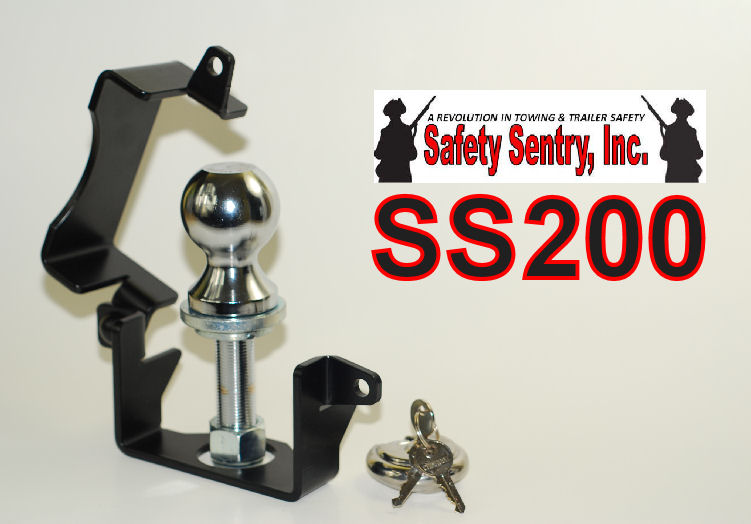 A REVOLUTION IN TOWING & TRAILER SAFETY
Safety Sentry, Inc.
SS200